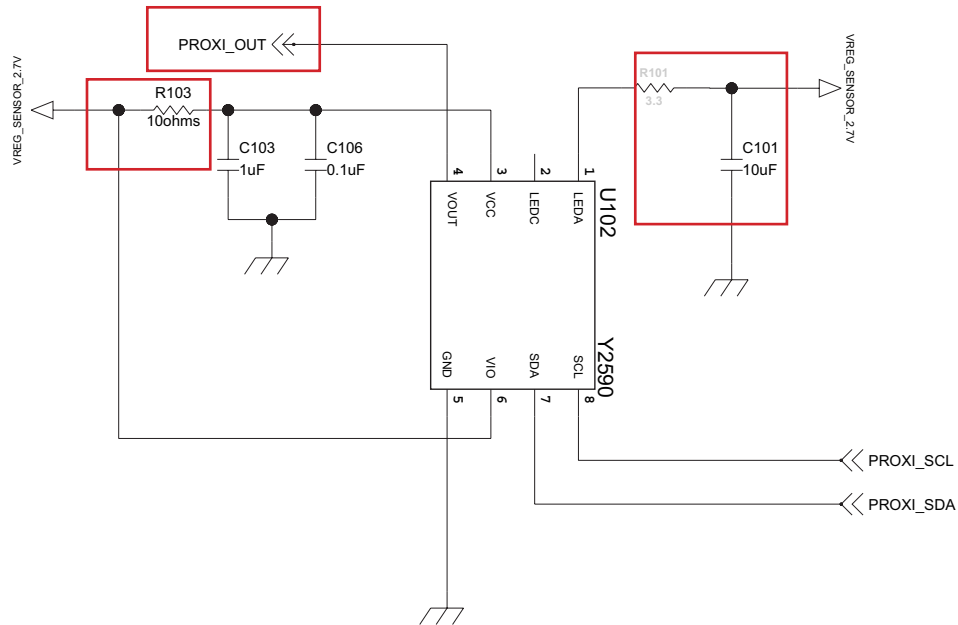 PROXI_OUT
VREG_SENSOR_2.7V
R103
10ohms
C103
1uF
C106
0.1uF
R101
3.3
VREG_SENSOR_2.7V
C101
10uF
4
3
2
1
VOUT
VCC
LEDC
LEDA
U102
Y2590
GND
VIO
SDA
SCL
5
6
7
8
PROXI_SCL
PROXI_SDA